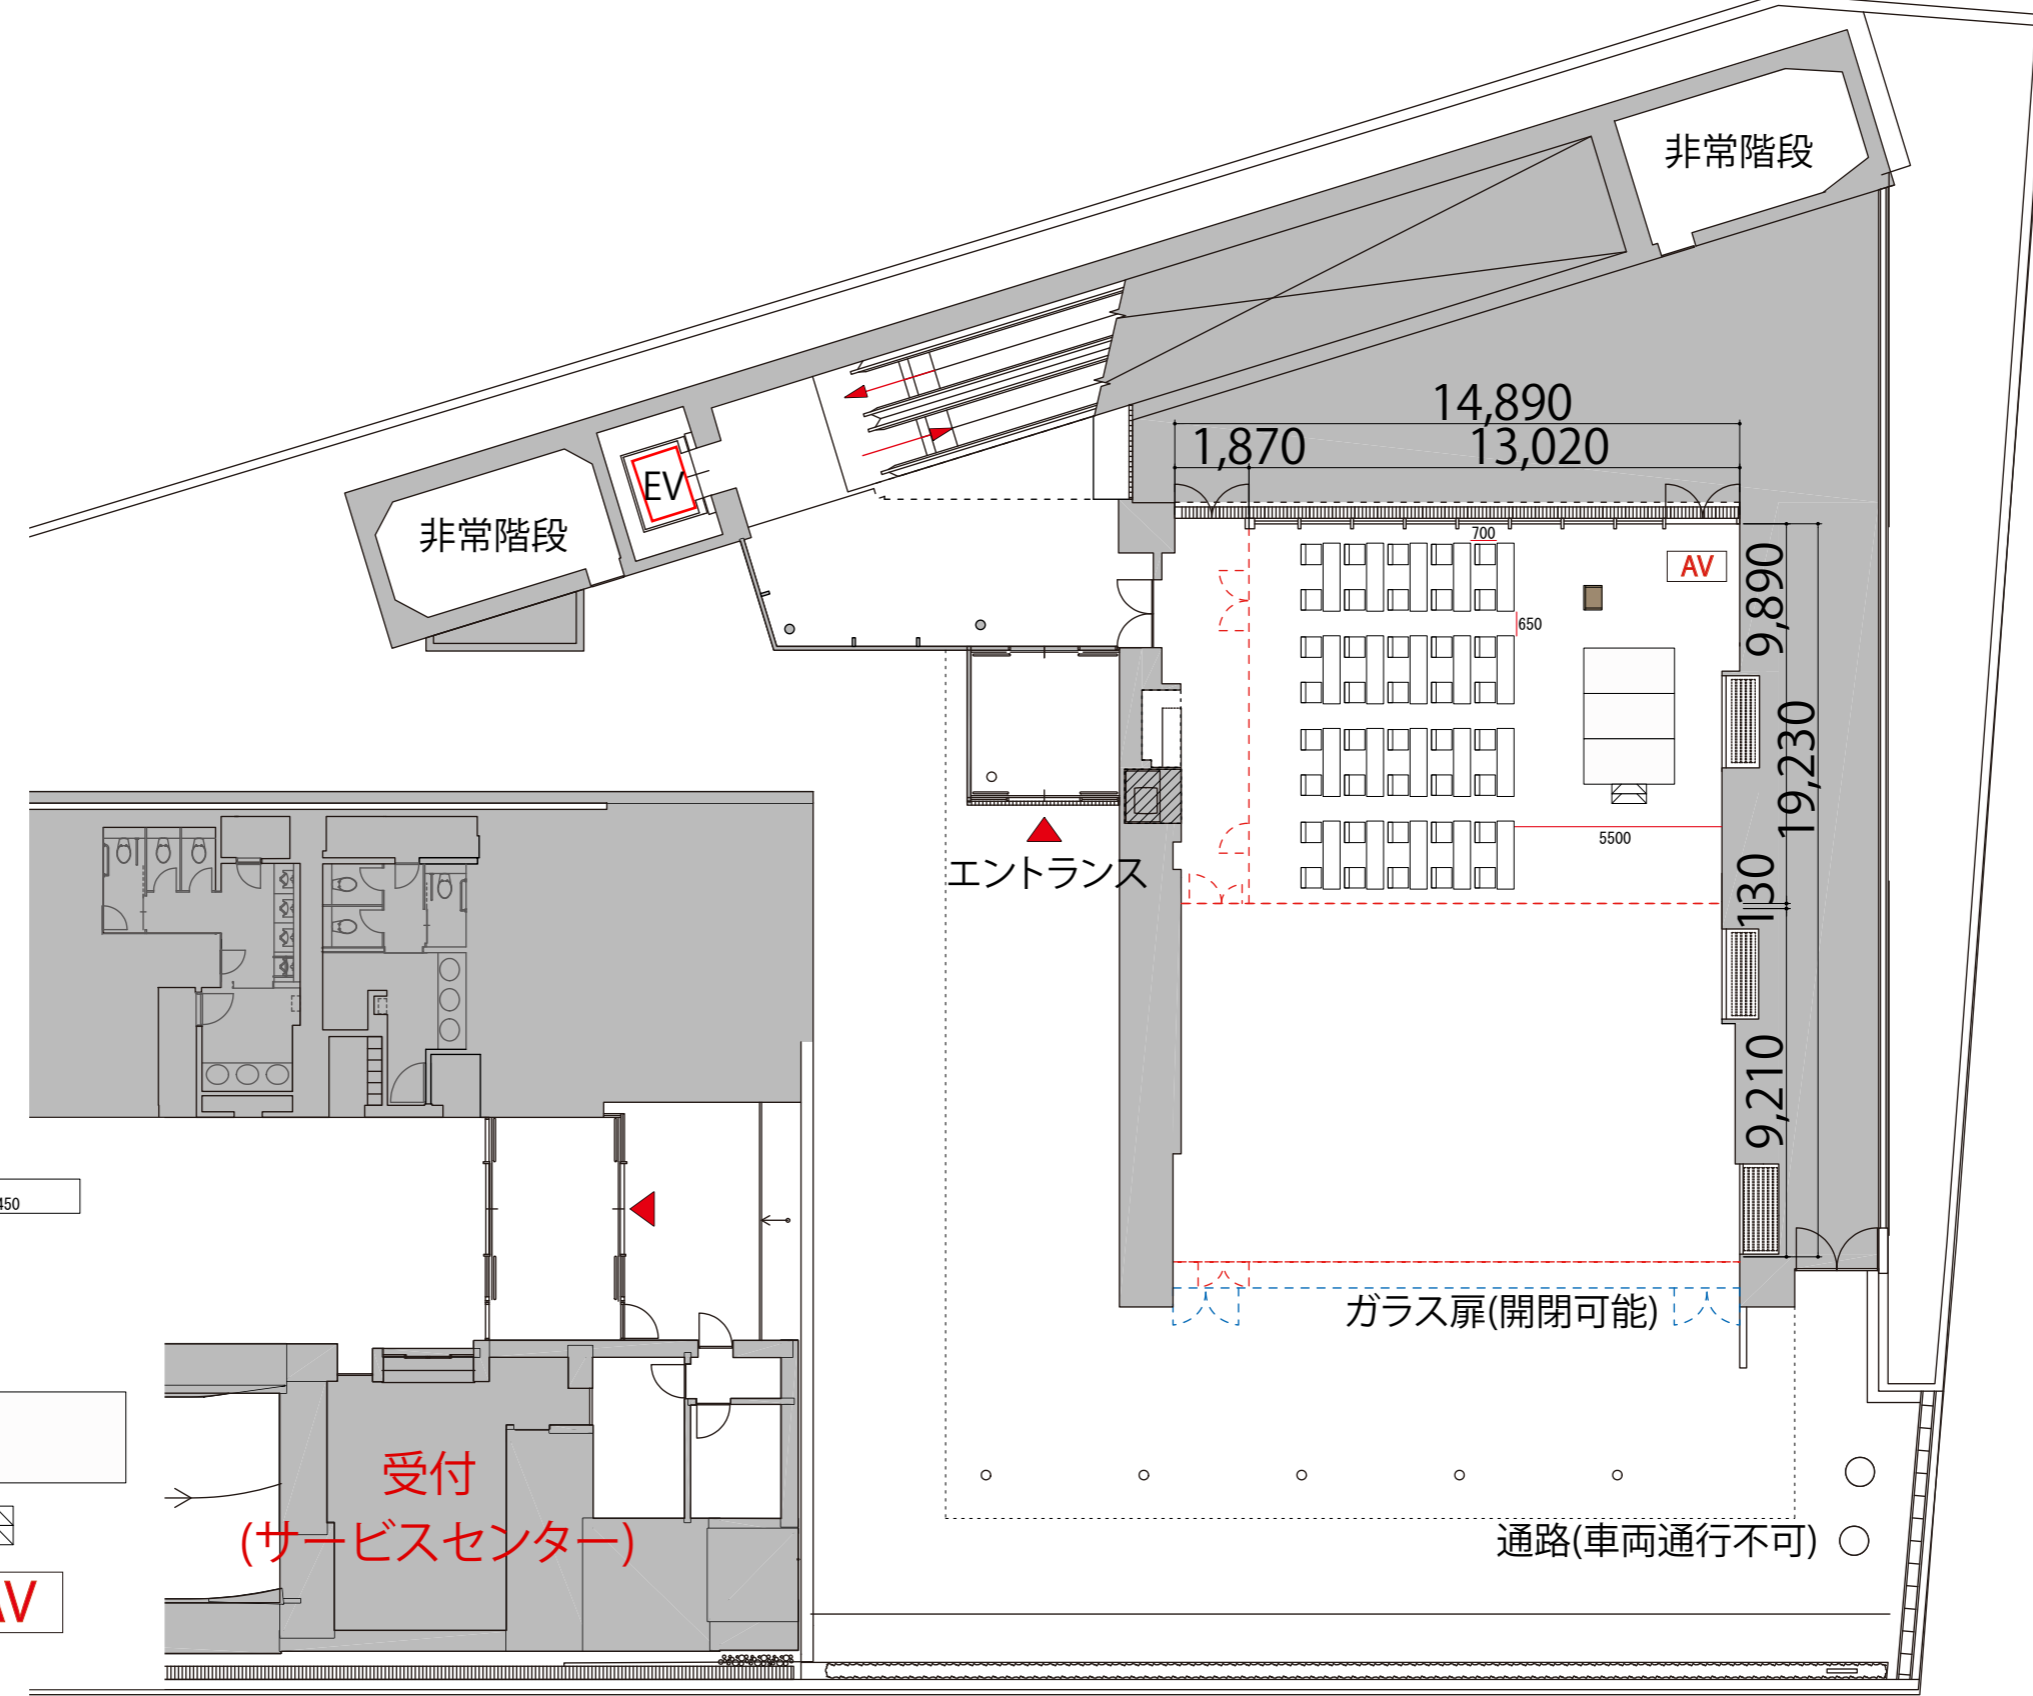 非常階段
14,890
1,870
13,020
EV
非常階段
700
AV
9,890
650
19,230
5500
エントランス
130
9,210
450
ガラス扉(開閉可能)
受付
(サービスセンター)
通路(車両通行不可)
AV